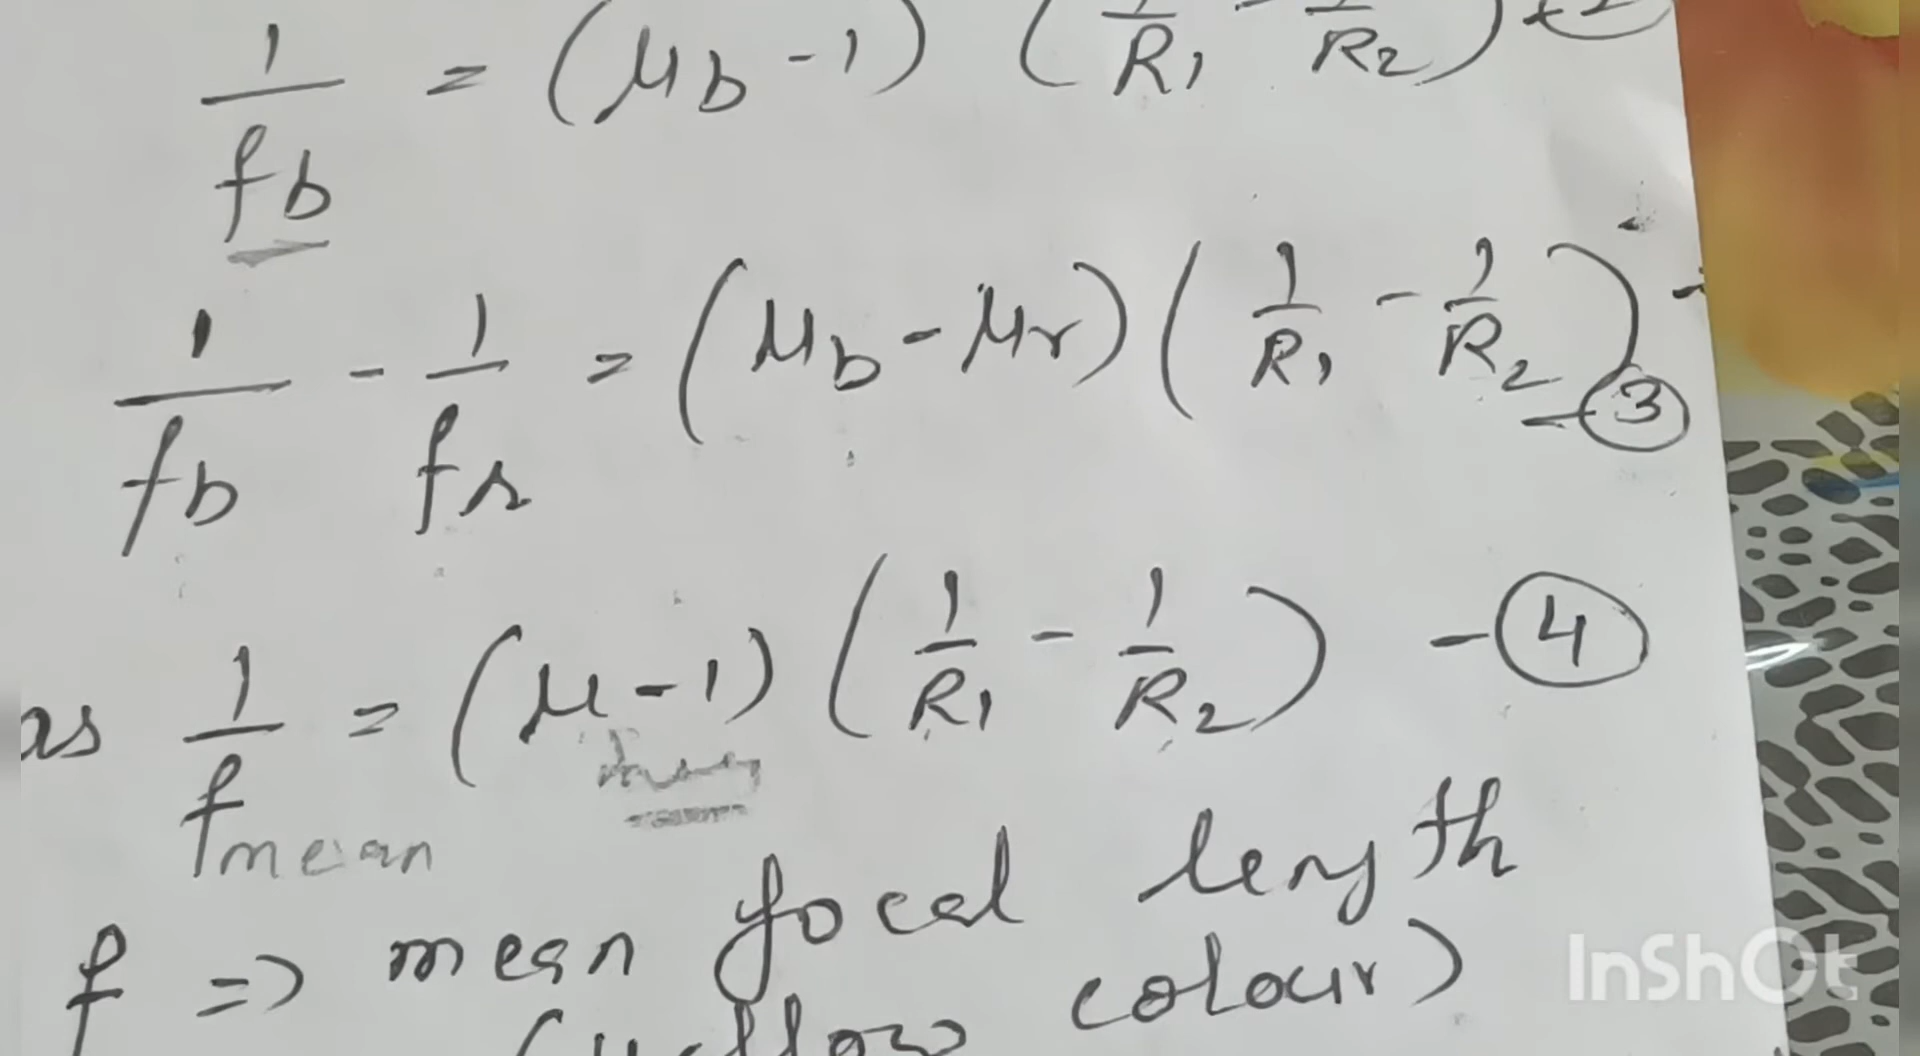 1/fb = (μb - 1) (1/R1 - 1/R2)
1/fb - 1/fr = (μb - μr) (1/R1 - 1/R2) - ③
as 1/fmean = (μ - 1) (1/R1 - 1/R2) - ④
f => mean focal length
(yellow colour)
InShOt